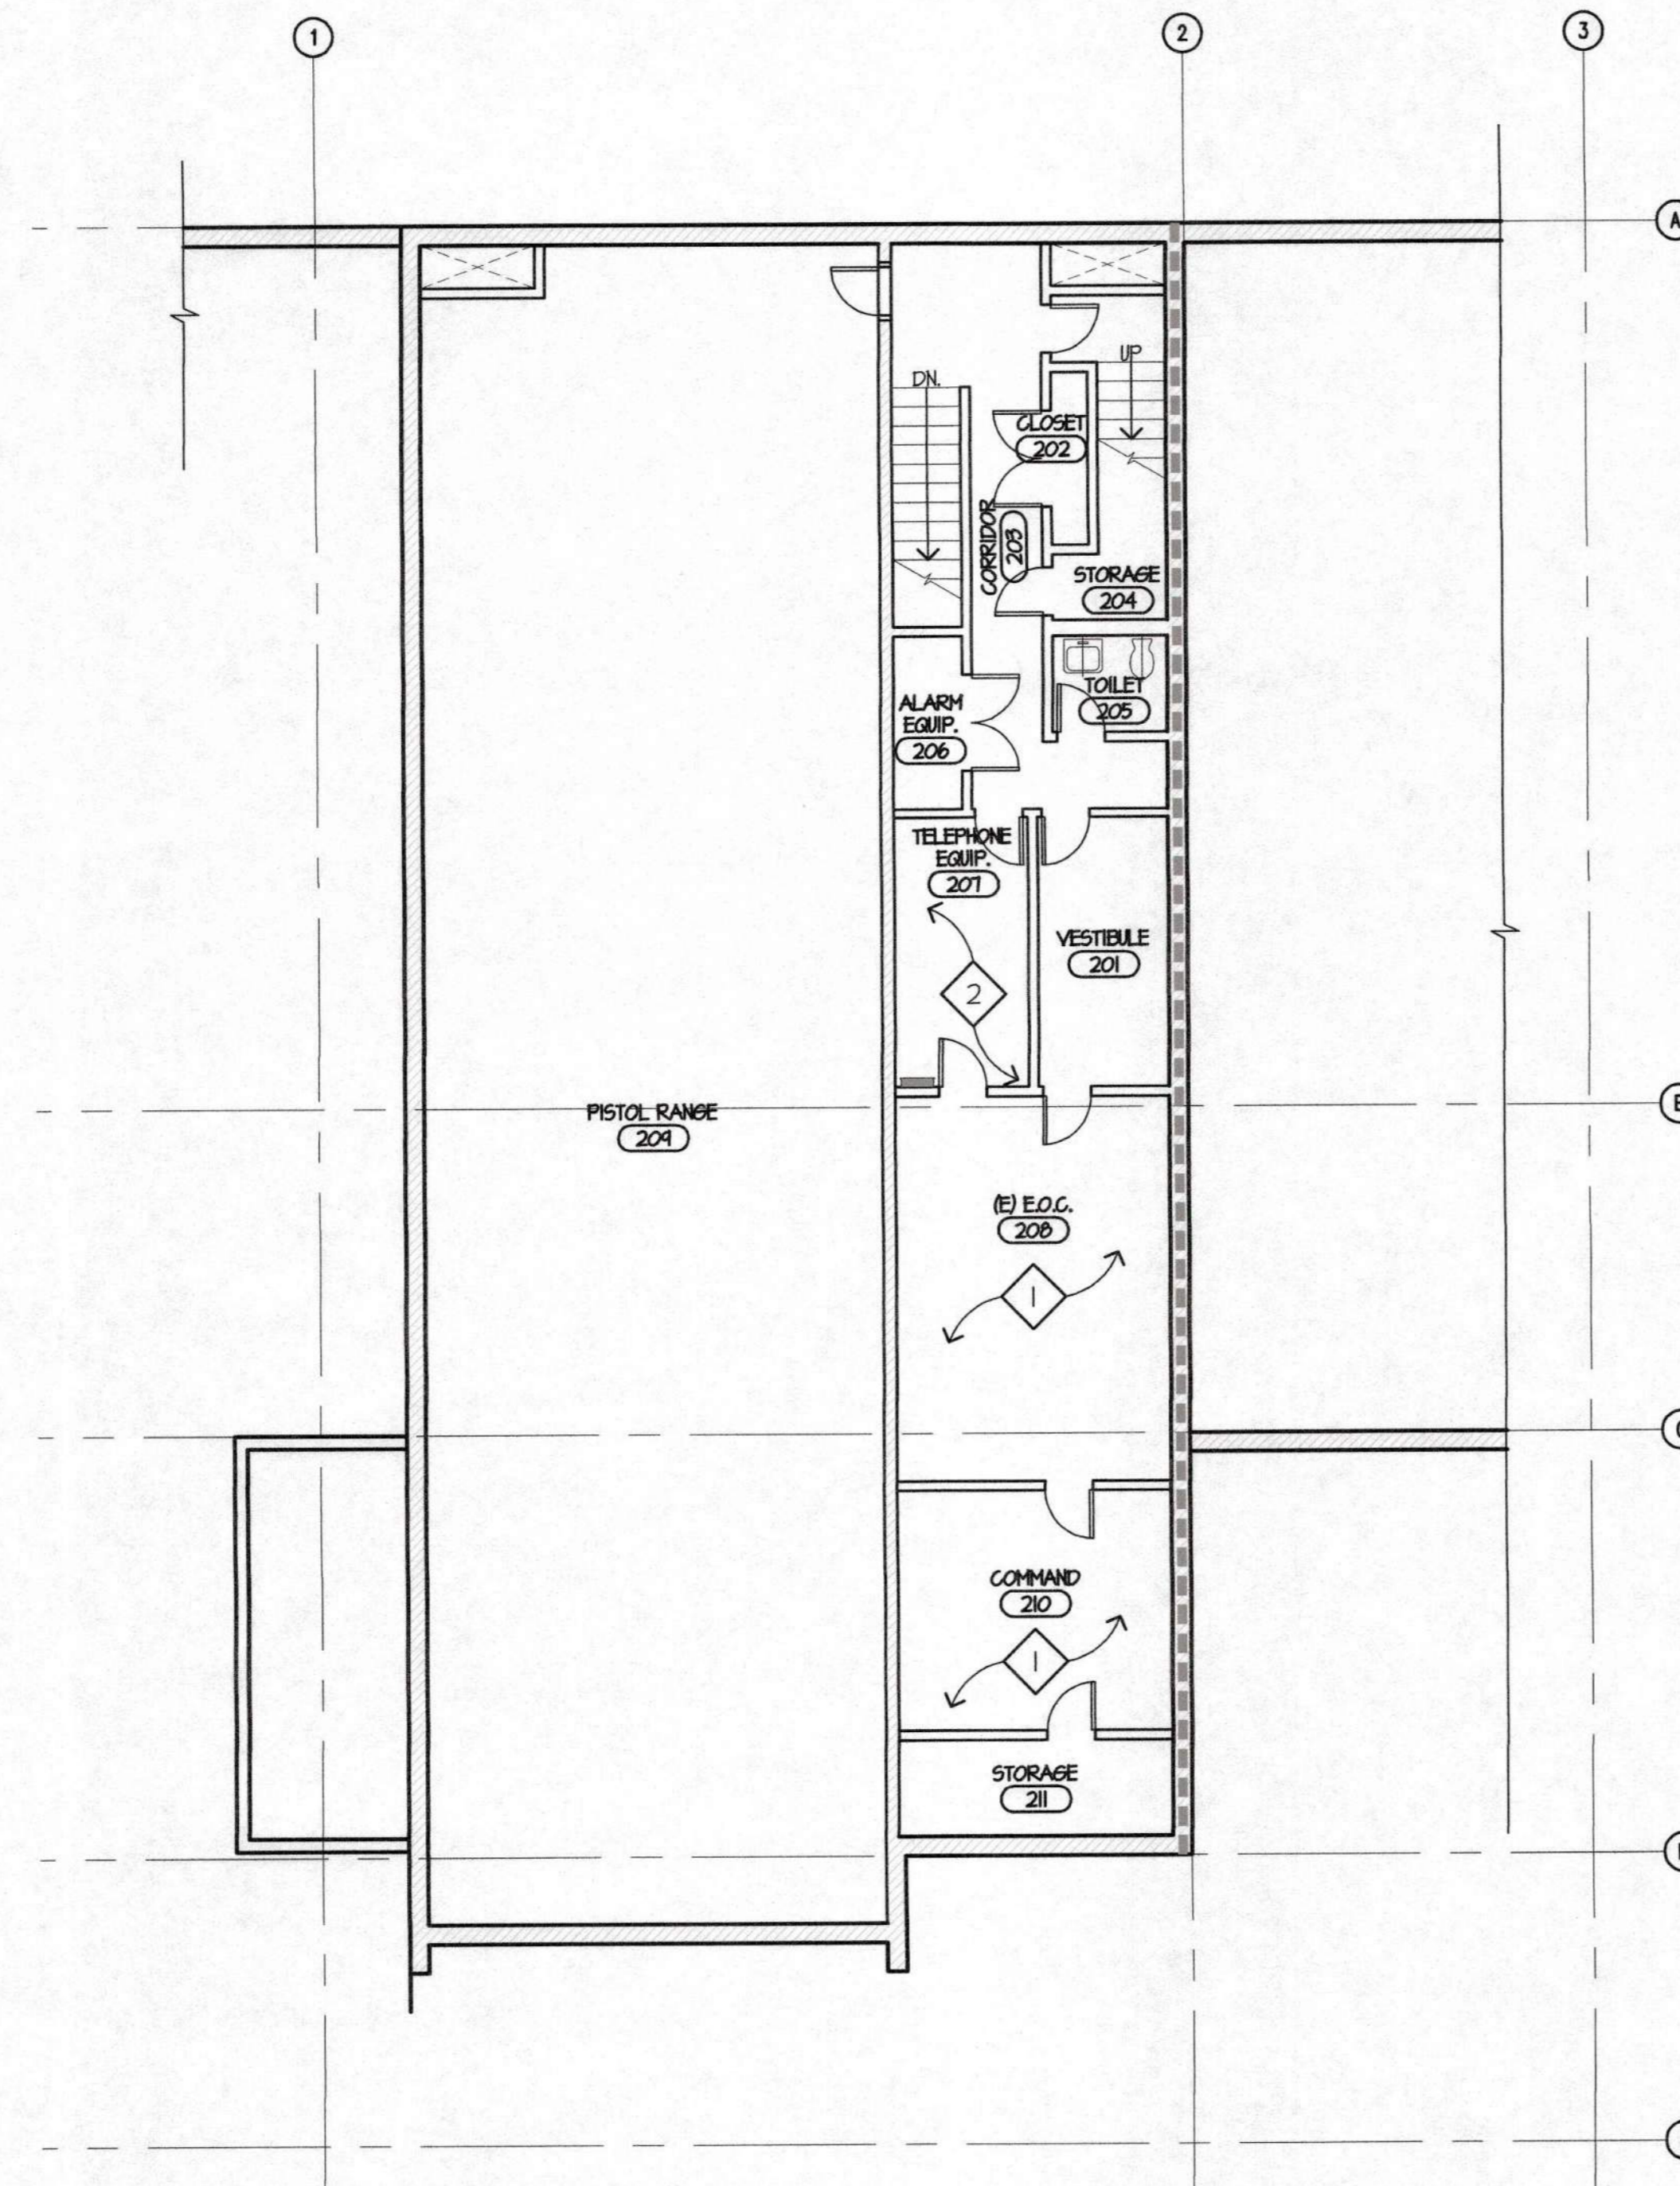 1
2
3
A
DN.
UP
CLOSET
202
CORRIDOR
203
STORAGE
204
TOILET
205
ALARM
EQUIP.
206
TELEPHONE
EQUIP.
207
VESTIBULE
201
2
PISTOL RANGE
209
(E) E.O.C.
208
1
COMMAND
210
1
STORAGE
211